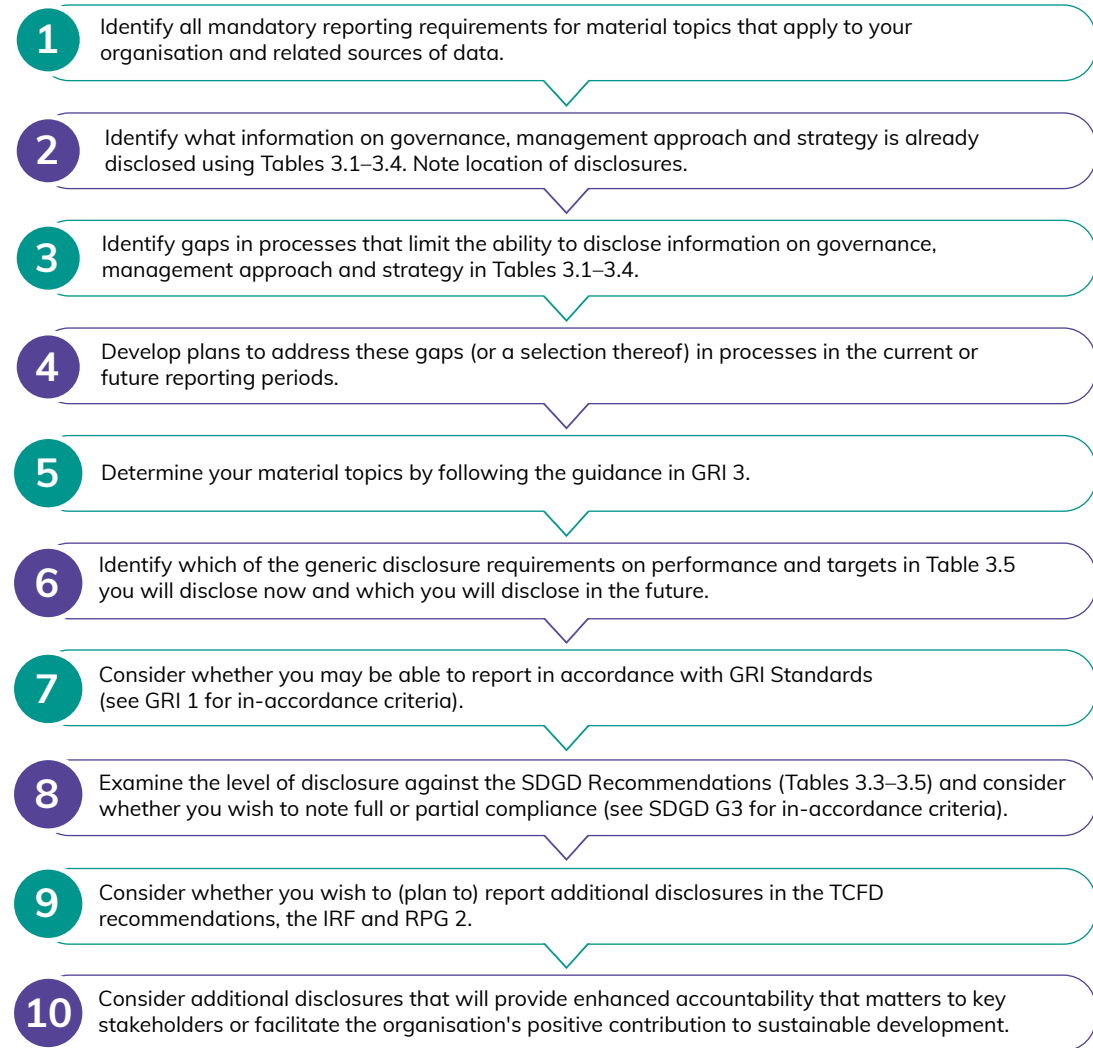 1
Identify all mandatory reporting requirements for material topics that apply to your
organisation and related sources of data.
2
Identify what information on governance, management approach and strategy is already
disclosed using Tables 3.1–3.4. Note location of disclosures.
3
Identify gaps in processes that limit the ability to disclose information on governance,
management approach and strategy in Tables 3.1–3.4.
4
Develop plans to address these gaps (or a selection thereof) in processes in the current or
future reporting periods.
5
Determine your material topics by following the guidance in GRI 3.
6
Identify which of the generic disclosure requirements on performance and targets in Table 3.5
you will disclose now and which you will disclose in the future.
7
Consider whether you may be able to report in accordance with GRI Standards
(see GRI 1 for in-accordance criteria).
8
Examine the level of disclosure against the SDGD Recommendations (Tables 3.3–3.5) and consider
whether you wish to note full or partial compliance (see SDGD G3 for in-accordance criteria).
9
Consider whether you wish to (plan to) report additional disclosures in the TCFD
recommendations, the IRF and RPG 2.
10
Consider additional disclosures that will provide enhanced accountability that matters to key
stakeholders or facilitate the organisation's positive contribution to sustainable development.